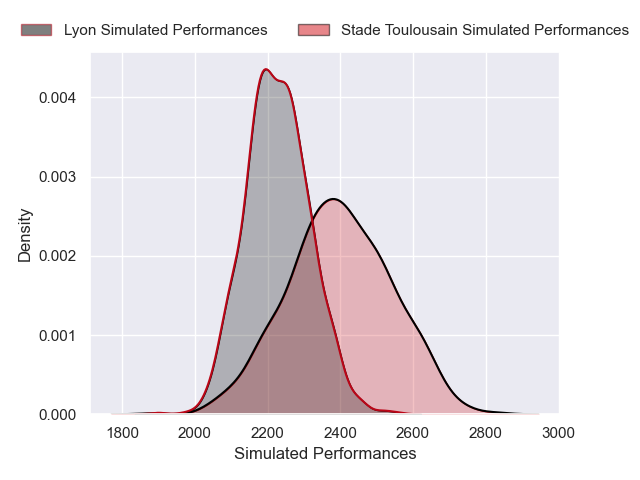 Lyon Simulated Performances Stade Toulousain Simulated Performances
0.004
0.003
0.002
0.001
0.000
Density
1800 2000 2200 2400 2600 2800 3000
Simulated Performances